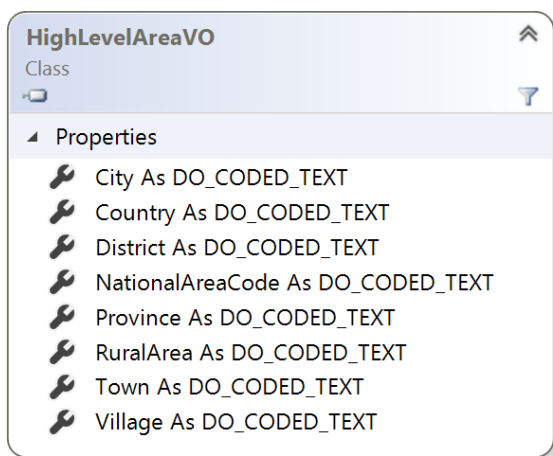 HighLevelAreaVO
Class
Properties
City As DO_CODED_TEXT
Country As DO_CODED_TEXT
District As DO_CODED_TEXT
NationalAreaCode As DO_CODED_TEXT
Province As DO_CODED_TEXT
RuralArea As DO_CODED_TEXT
Town As DO_CODED_TEXT
Village As DO_CODED_TEXT